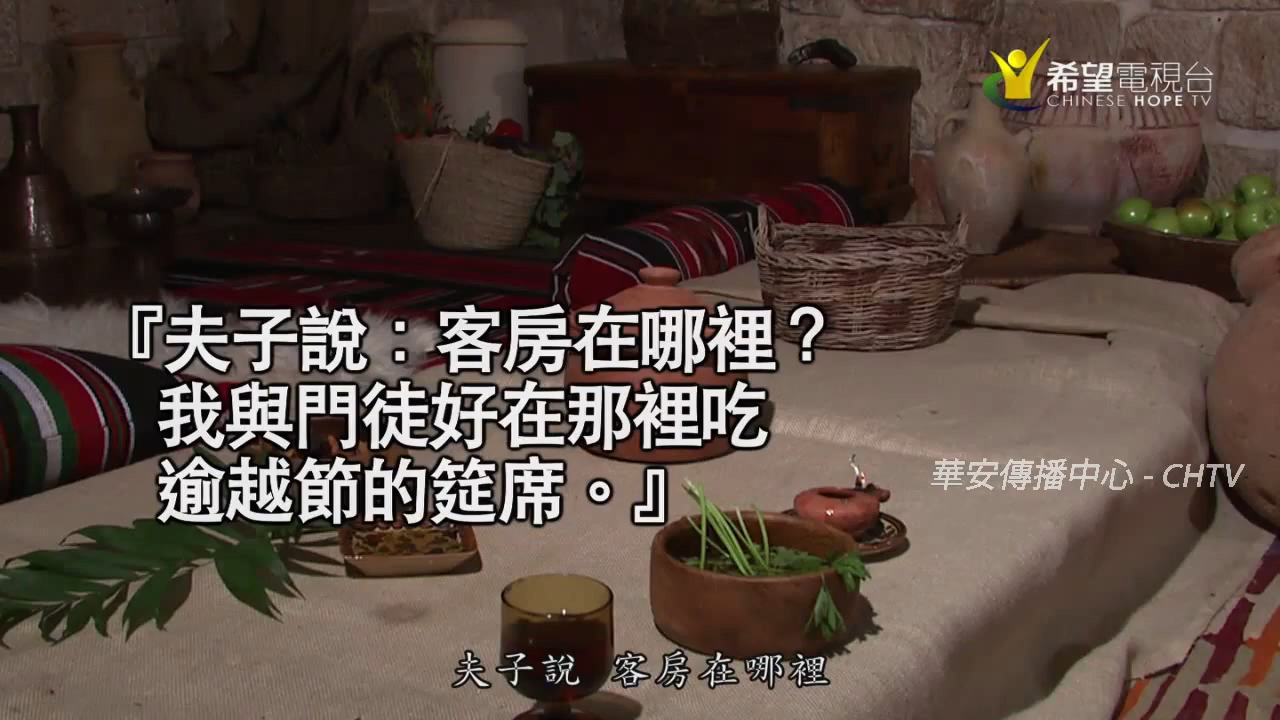 希望電視台
CHINESE HOPE TV
『夫子說：客房在哪裡？
我與門徒好在那裡吃
逾越節的筵席。』
華安傳播中心 - CHTV
夫子說 客房在哪裡